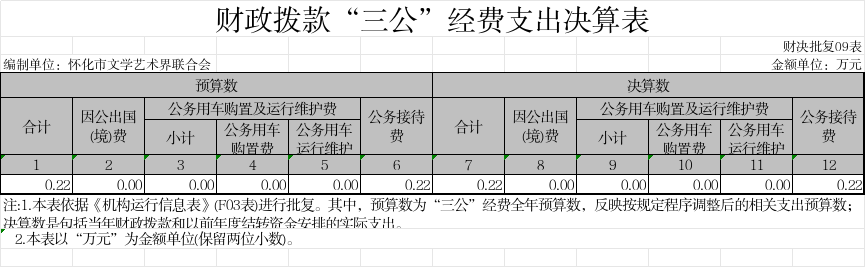 财政拨款“三公”经费支出决算表
财决批复09表
编制单位：怀化市文学艺术界联合会 金额单位：万元
预算数 决算数
合计 因公出国(境)费 公务用车购置及运行维护费 公务接待费 合计 因公出国(境)费 公务用车购置及运行维护费 公务接待费
小计 公务用车购置费 公务用车运行维护 小计 公务用车购置费 公务用车运行维护
1 2 3 4 5 6 7 8 9 10 11 12
0.22 0.00 0.00 0.00 0.00 0.22 0.22 0.00 0.00 0.00 0.00 0.22
注:1.本表依据《机构运行信息表》(F03表)进行批复。其中，预算数为“三公”经费全年预算数，反映按规定程序调整后的相关支出预算数；
决算数是包括当年财政拨款和以前年度结转资金安排的实际支出。
2.本表以“万元”为金额单位(保留两位小数)。